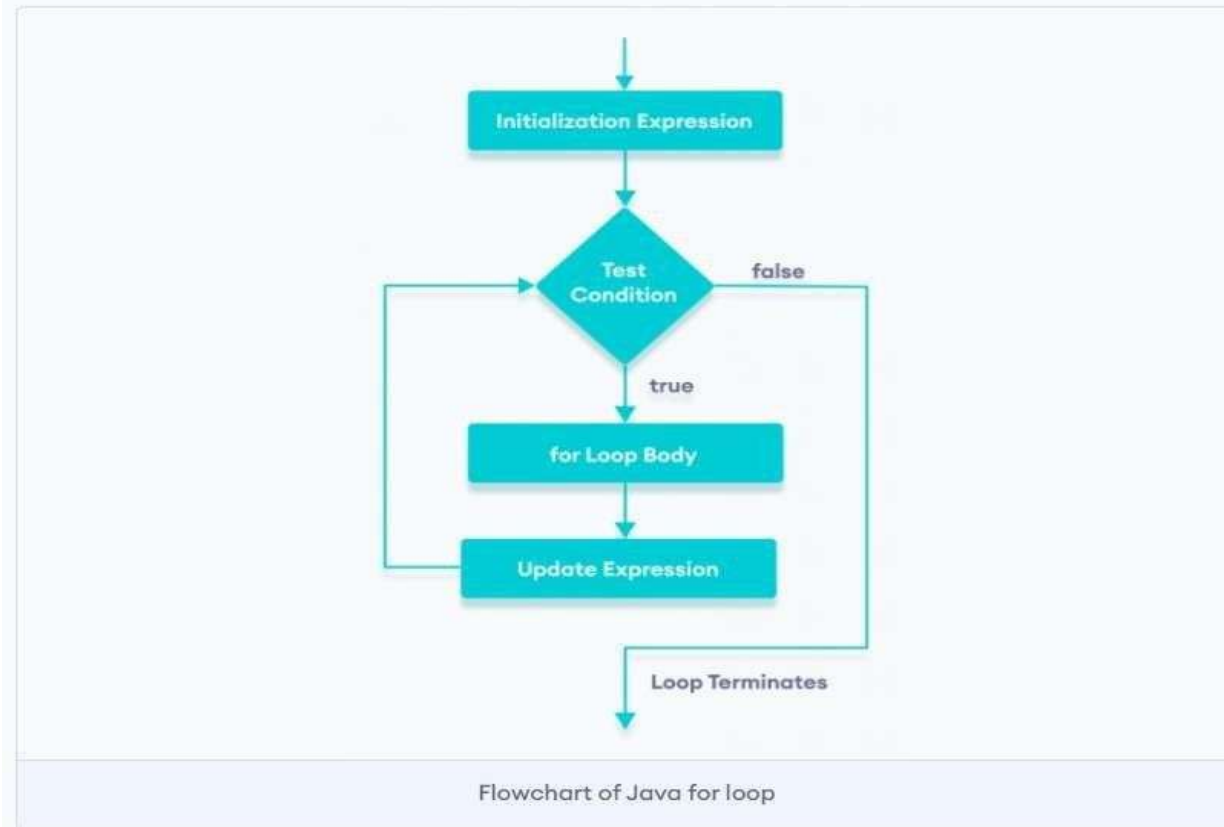 Initialization Expression
Test
Condition
false
true
for Loop Body
Update Expression
Loop Terminates
Flowchart of Java for loop